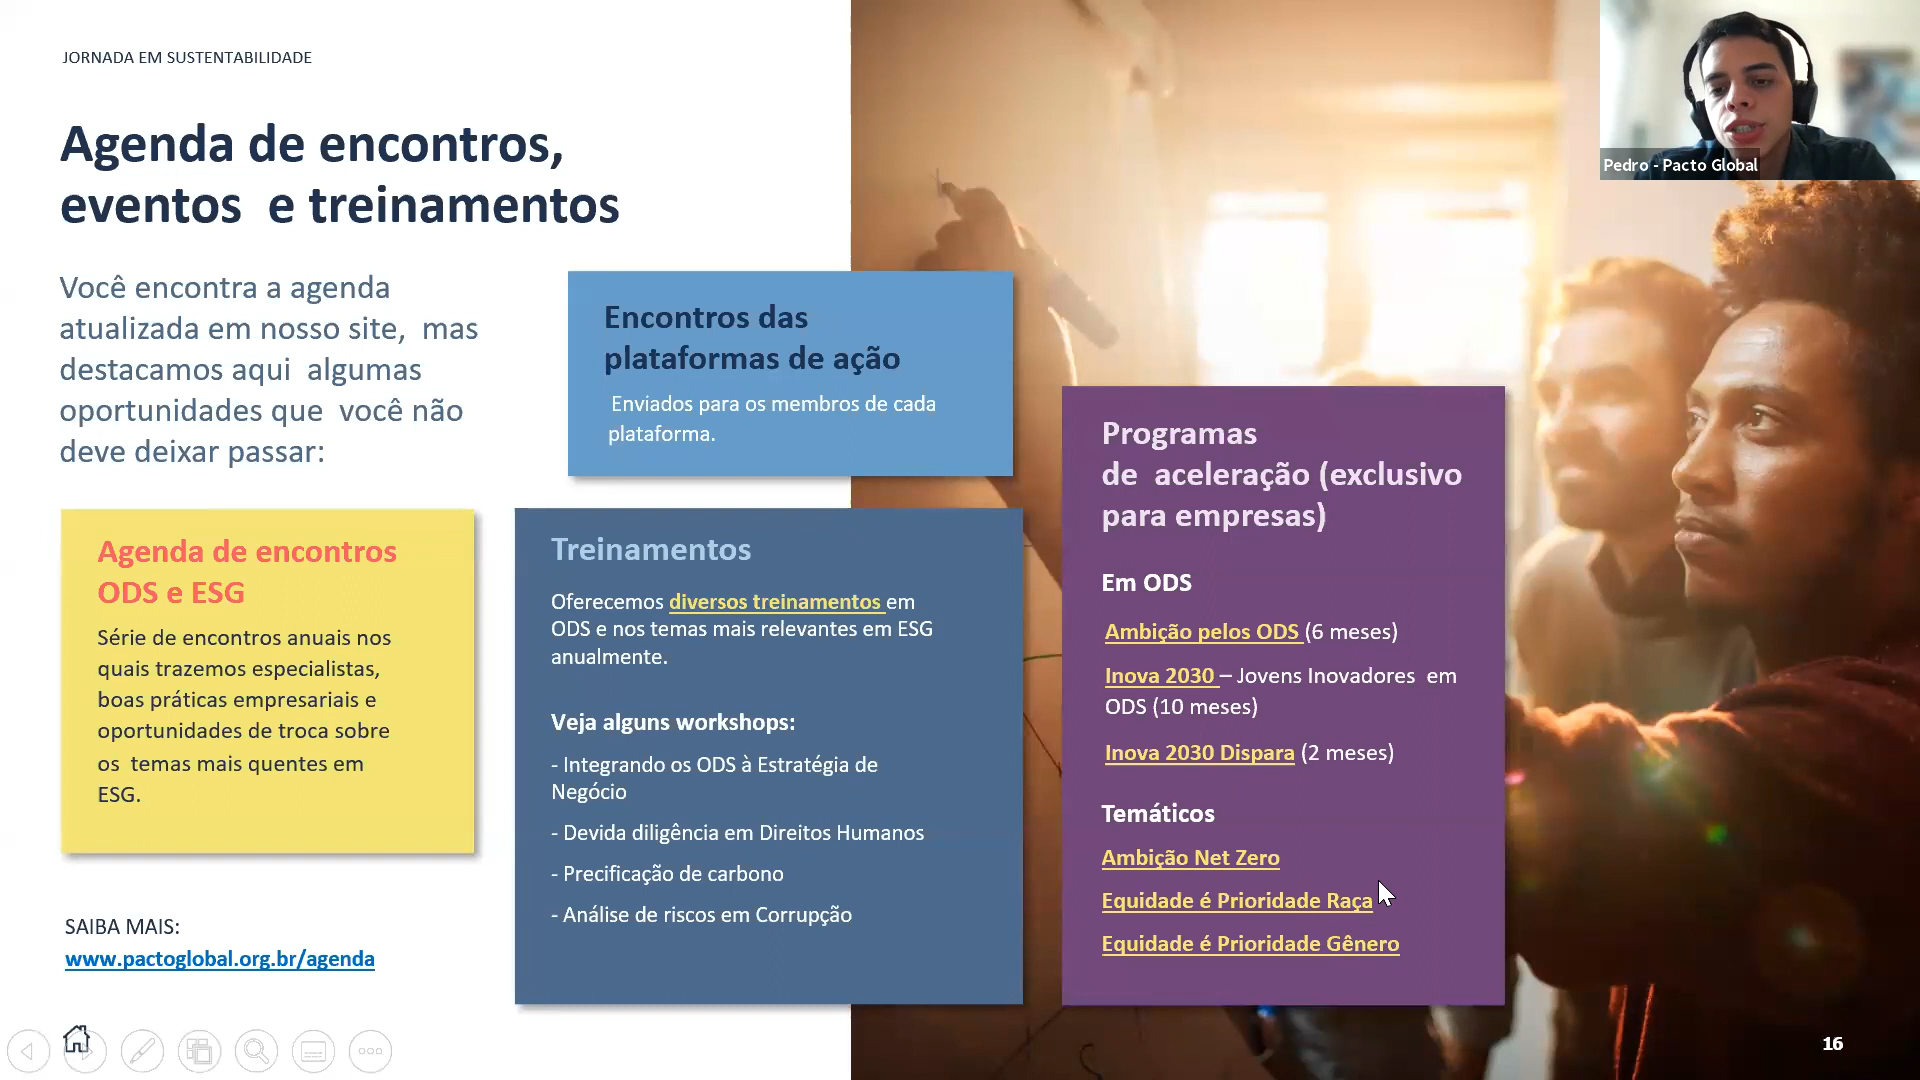 JORNADA EM SUSTENTABILIDADE
Agenda de encontros,
eventos e treinamentos
Você encontra a agenda
atualizada em nosso site, mas
destacamos aqui algumas
oportunidades que você não
deve deixar passar:
Encontros das
plataformas de ação
Enviados para os membros de cada
plataforma.
Agenda de encontros
ODS e ESG
Série de encontros anuais nos
quais trazemos especialistas,
boas práticas empresariais e
oportunidades de troca sobre
os temas mais quentes em
ESG.
Treinamentos
Oferecemos diversos treinamentos em
ODS e nos temas mais relevantes em ESG
anualmente.
Veja alguns workshops:
- Integrando os ODS à Estratégia de
Negócio
- Devida diligência em Direitos Humanos
- Precificação de carbono
- Análise de riscos em Corrupção
Programas
de aceleração (exclusivo
para empresas)
Em ODS
Ambição pelos ODS (6 meses)
Inova 2030 – Jovens Inovadores em
ODS (10 meses)
Inova 2030 Dispara (2 meses)
Temáticos
Ambição Net Zero
Equidade é Prioridade Raça
Equidade é Prioridade Gênero
SAIBA MAIS:
www.pactoglobal.org.br/agenda
Pedro - Pacto Global
16